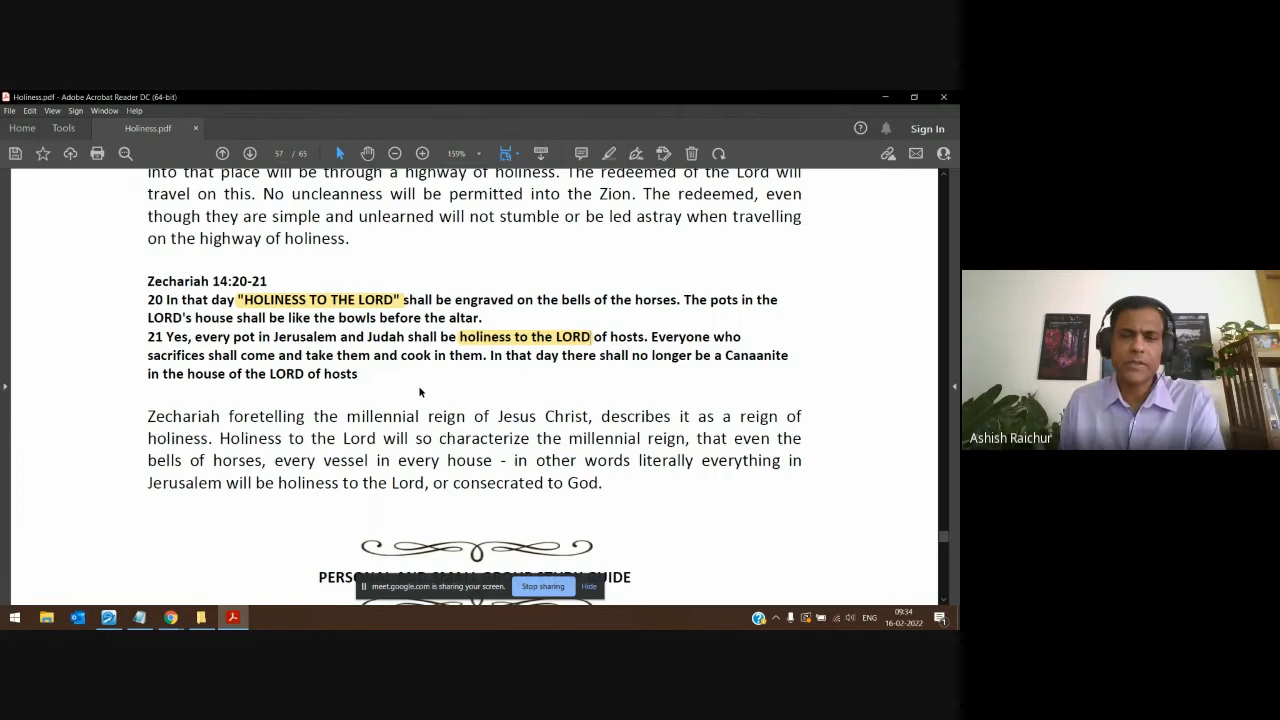 Holiness.pdf - Adobe Acrobat Reader DC (64-bit)
File Edit View Sign Window Help
Home Tools Holiness.pdf × Sign In
57 / 65 159%
into that place will be through a highway of holiness. The redeemed of the Lord will
travel on this. No uncleanness will be permitted into the Zion. The redeemed, even
though they are simple and unlearned will not stumble or be led astray when travelling
on the highway of holiness.
Zechariah 14:20-21
20 In that day "HOLINESS TO THE LORD" shall be engraved on the bells of the horses. The pots in the
LORD's house shall be like the bowls before the altar.
21 Yes, every pot in Jerusalem and Judah shall be holiness to the LORD of hosts. Everyone who
sacrifices shall come and take them and cook in them. In that day there shall no longer be a Canaanite
in the house of the LORD of hosts
Zechariah foretelling the millennial reign of Jesus Christ, describes it as a reign of
holiness. Holiness to the Lord will so characterize the millennial reign, that even the
bells of horses, every vessel in every house - in other words literally everything in
Jerusalem will be holiness to the Lord, or consecrated to God.
PERSONAL AND SMALL GROUP STUDY GUIDE
meet.google.com is sharing your screen. Stop sharing Hide
ENG
09:34
16-02-2022
Ashish Raichur